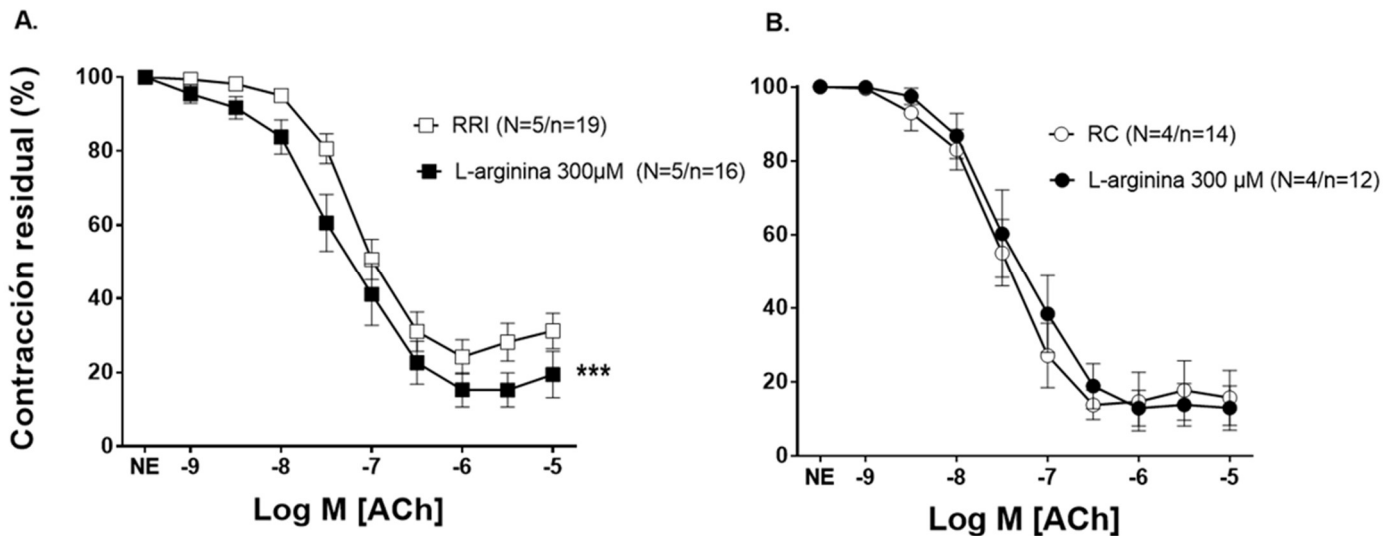 A.
Contracción residual (%)
100
80
60
40
20
0
RRI (N=5/n=19)
L-arginina 300µM (N=5/n=16)
***
NE -9 -8 -7 -6 -5
Log M [ACh]
B.
100
80
60
40
20
0
RC (N=4/n=14)
L-arginina 300 µM (N=4/n=12)
NE -9 -8 -7 -6 -5
Log M [ACh]